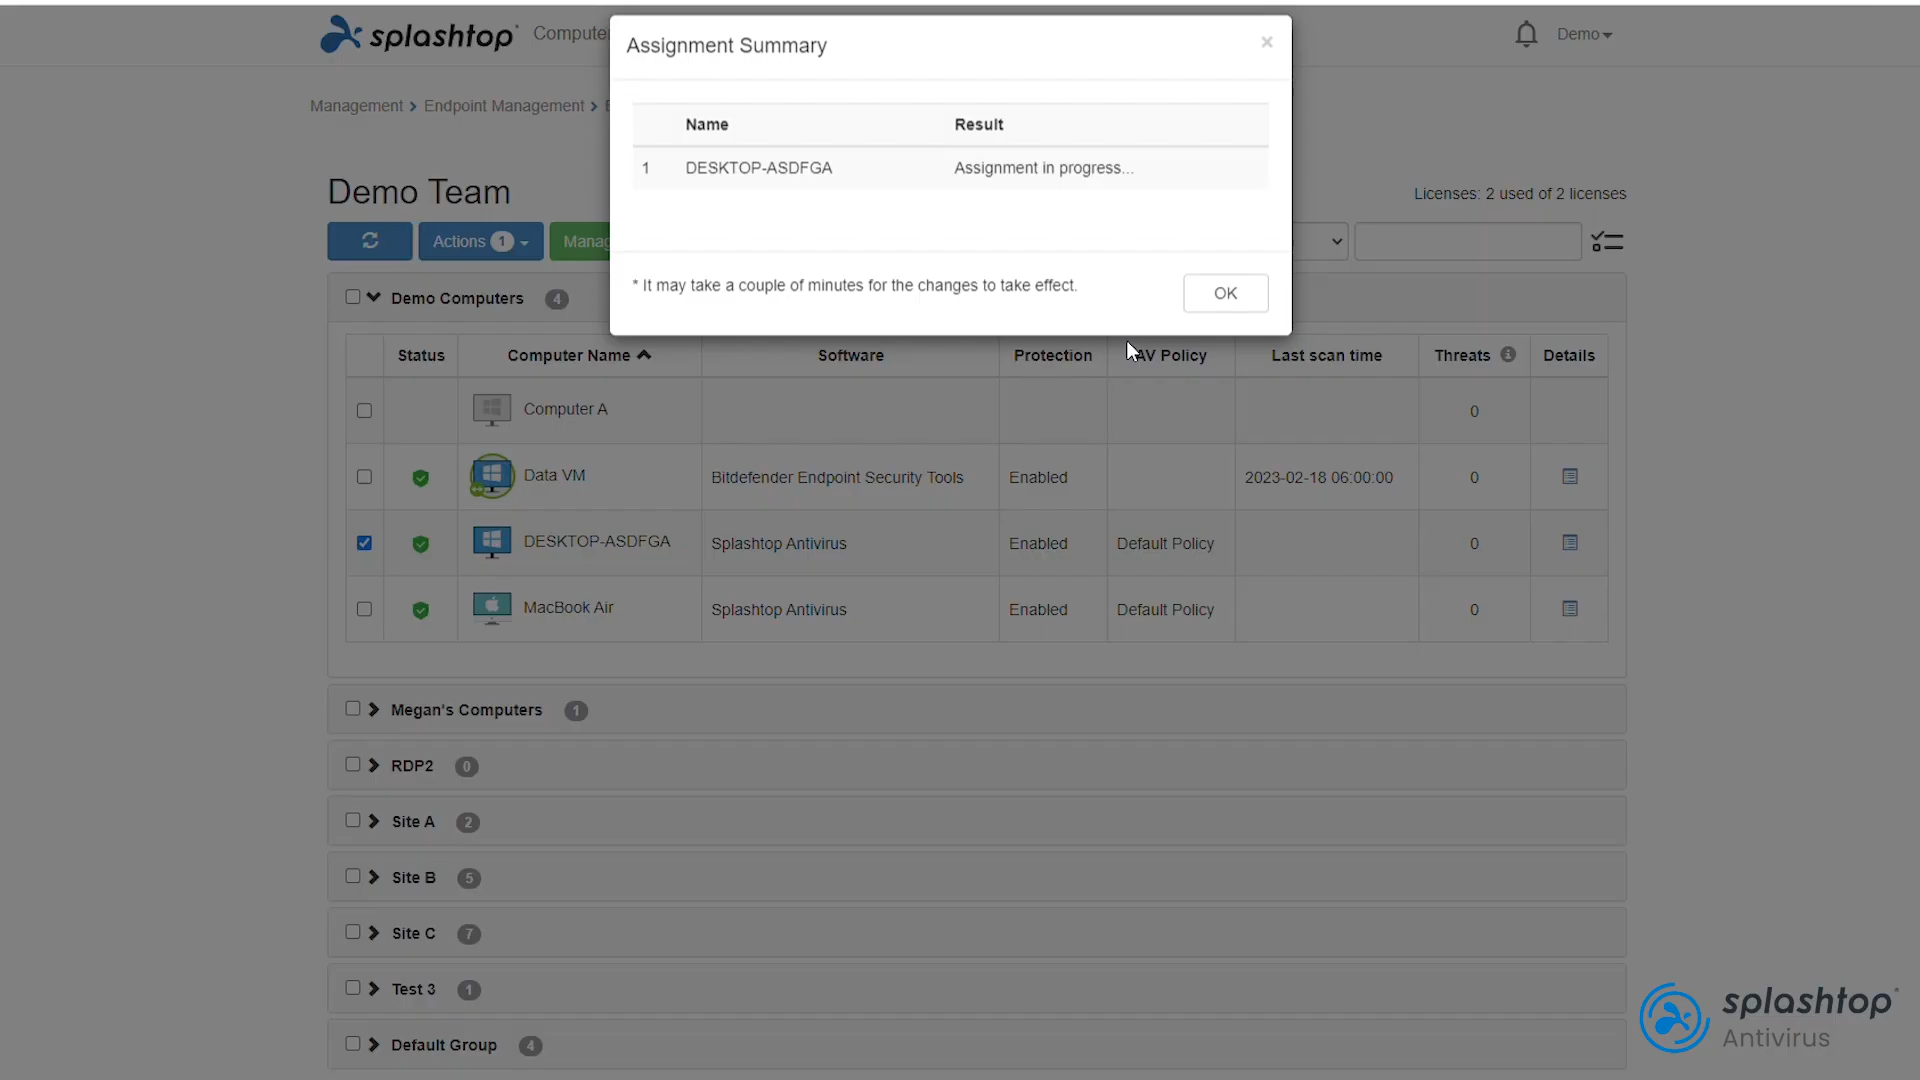 splashtop
Compute
Demo
Assignment Summary
×
Name Result
1 DESKTOP-ASDFGA Assignment in progress...
* It may take a couple of minutes for the changes to take effect.
OK
Management > Endpoint Management >
Demo Team
Licenses: 2 used of 2 licenses
Actions 1
Manag
Demo Computers 4
Status Computer Name Software Protection AV Policy Last scan time Threats Details
Computer A 0
Data VM Bitdefender Endpoint Security Tools Enabled 2023-02-18 06:00:00 0
DESKTOP-ASDFGA Splashtop Antivirus Enabled Default Policy 0
MacBook Air Splashtop Antivirus Enabled Default Policy 0
Megan's Computers 1
RDP2 0
Site A 2
Site B 5
Site C 7
Test 3 1
Default Group 4
splashtop
Antivirus